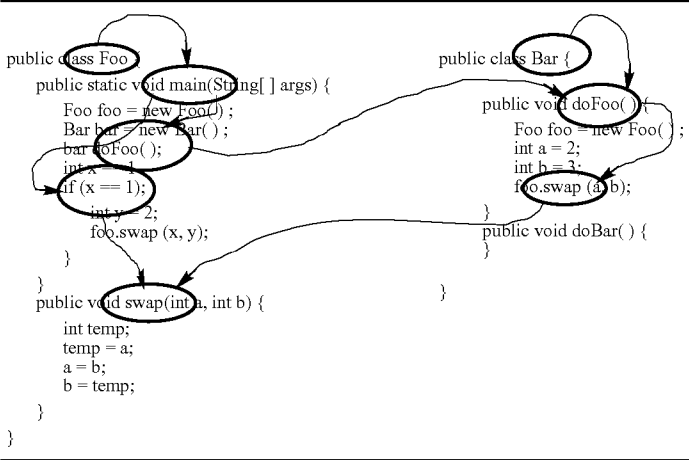 public class Foo {
public static void main(String[ ] args) {
Foo foo = new Foo( ) ;
Bar bar = new Bar( ) ;
bar doFoo( );
int x = 1
if (x == 1);
int y = 2;
foo.swap (x, y);
}
}
public void swap(int a, int b) {
int temp;
temp = a;
a = b;
b = temp;
}
}
public class Bar {
public void doFoo( ) {
Foo foo = new Foo( ) ;
int a = 2;
int b = 3;
foo.swap (a, b);
}
public void doBar( ) {
}
}